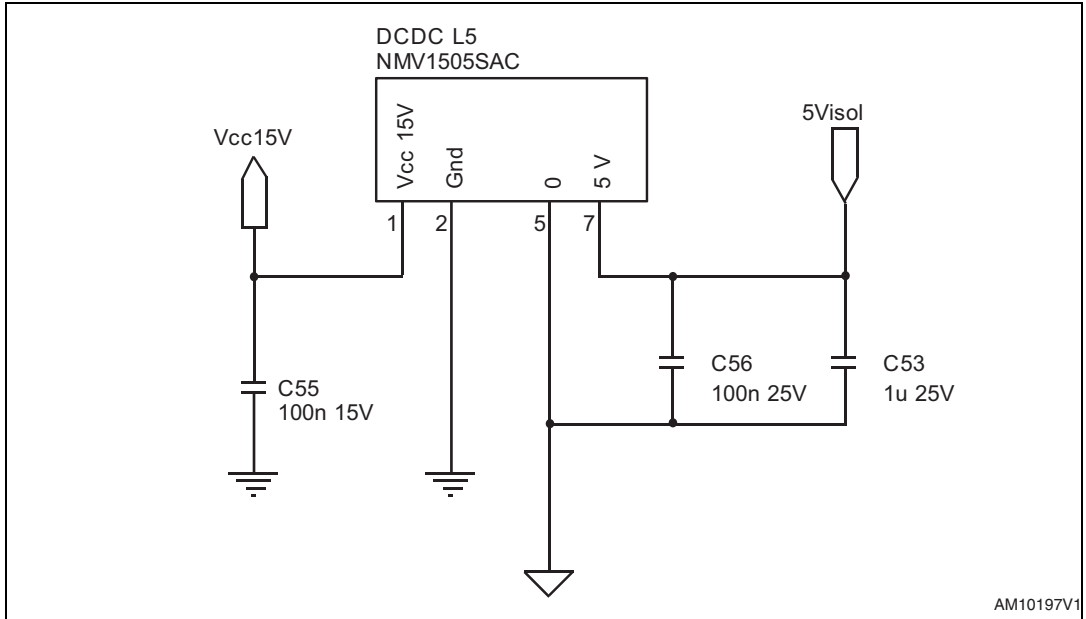 DCDC L5
NMV1505SAC
Vcc15V
5Visol
Vcc 15V
Gnd
0
5 V
1
2
5
7
C55
100n 15V
C56
100n 25V
C53
1u 25V
AM10197V1